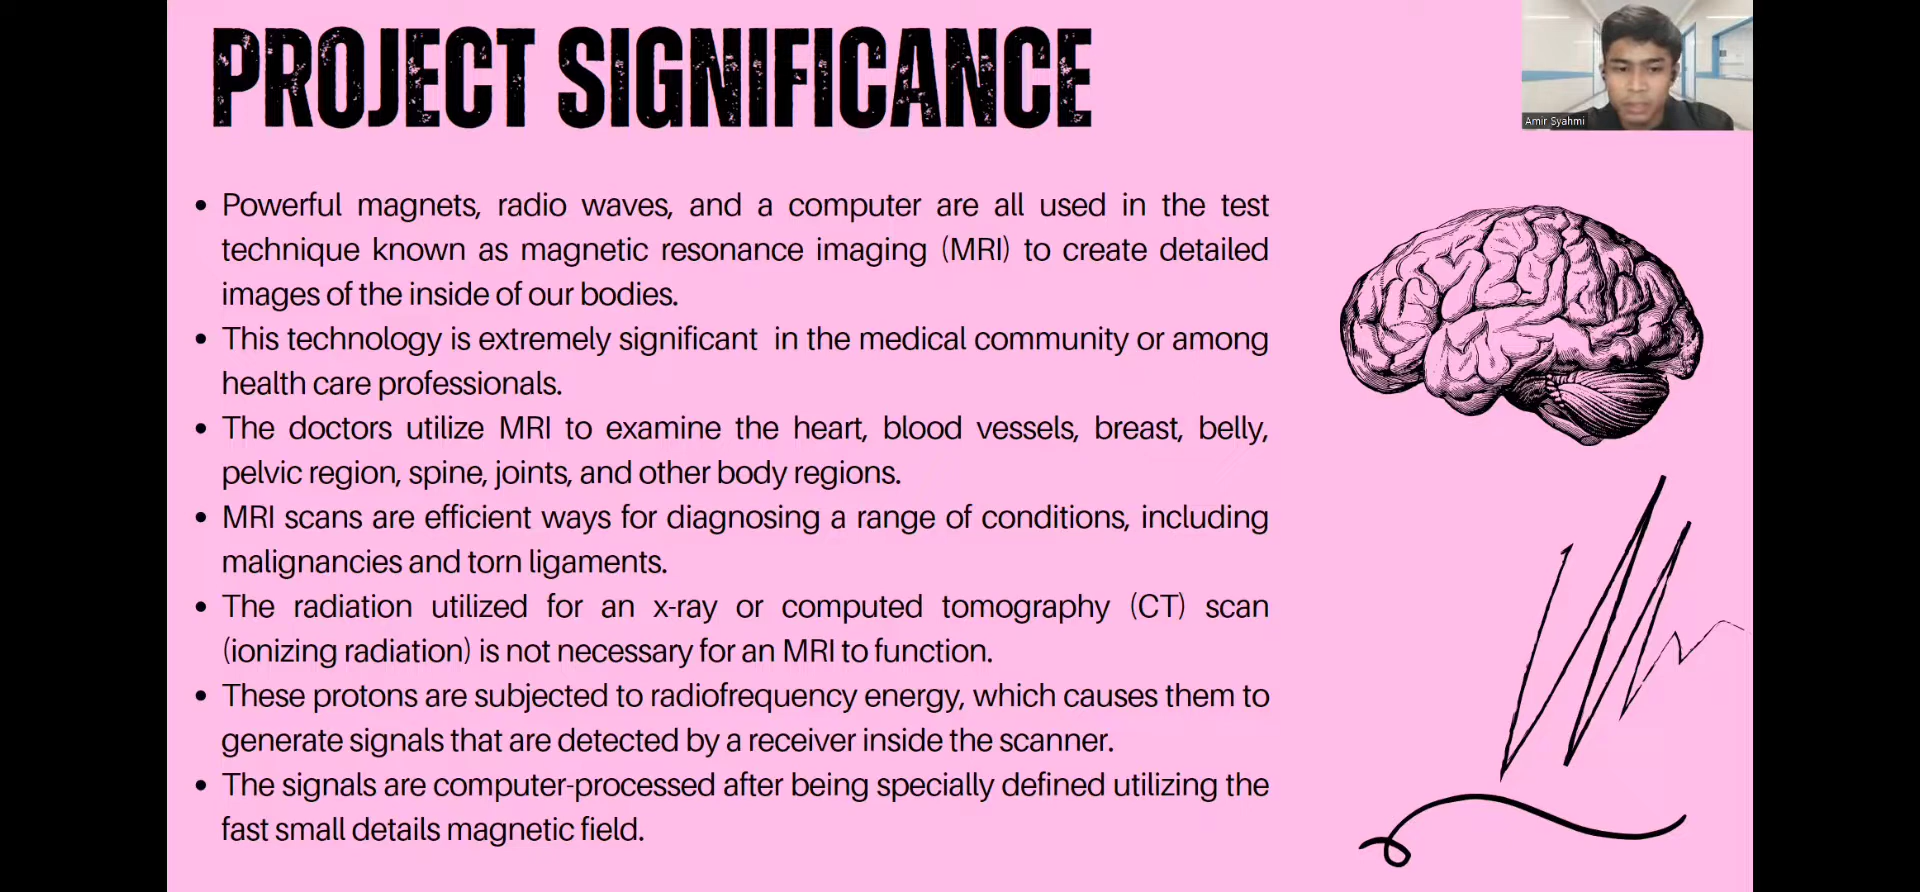 PROJECT SIGNIFICANCE
Amir Syahmi
• Powerful magnets, radio waves, and a computer are all used in the test
technique known as magnetic resonance imaging (MRI) to create detailed
images of the inside of our bodies.
• This technology is extremely significant in the medical community or among
health care professionals.
• The doctors utilize MRI to examine the heart, blood vessels, breast, belly,
pelvic region, spine, joints, and other body regions.
• MRI scans are efficient ways for diagnosing a range of conditions, including
malignancies and torn ligaments.
• The radiation utilized for an x-ray or computed tomography (CT) scan
(ionizing radiation) is not necessary for an MRI to function.
• These protons are subjected to radiofrequency energy, which causes them to
generate signals that are detected by a receiver inside the scanner.
• The signals are computer-processed after being specially defined utilizing the
fast small details magnetic field.